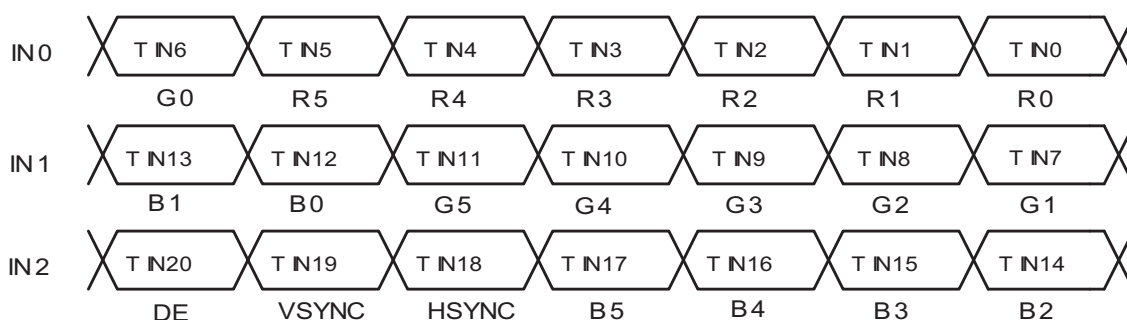 IN0 TIN6 TIN5 TIN4 TIN3 TIN2 TIN1 TIN0
G0 R5 R4 R3 R2 R1 R0
IN1 TIN13 TIN12 TIN11 TIN10 TIN9 TIN8 TIN7
B1 B0 G5 G4 G3 G2 G1
IN2 TIN20 TIN19 TIN18 TIN17 TIN16 TIN15 TIN14
DE VSYNC HSYNC B5 B4 B3 B2